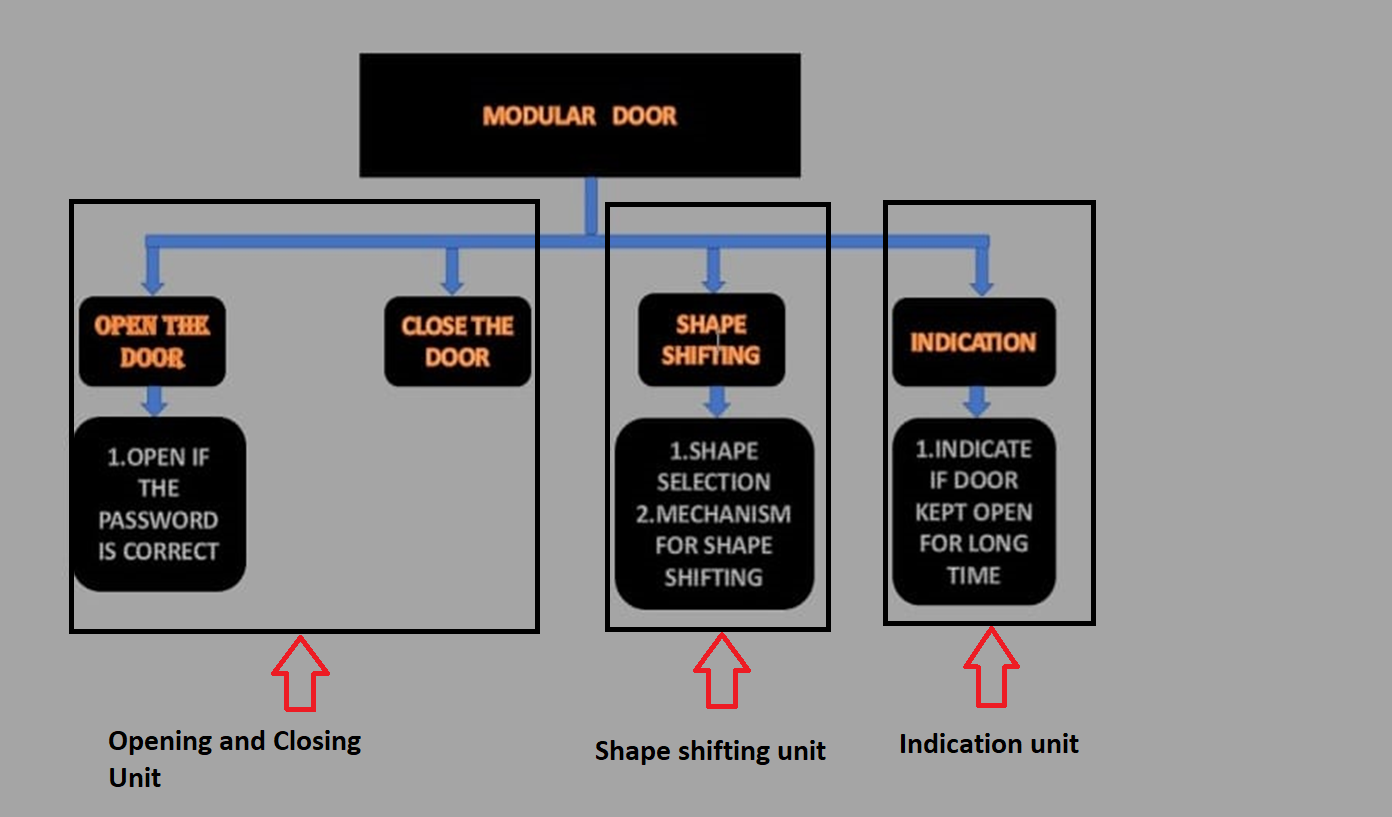 MODULAR DOOR
OPEN THE
DOOR
CLOSE THE
DOOR
SHAPE
SHIFTING
INDICATION
1.OPEN IF
THE
PASSWORD
IS CORRECT
1.SHAPE
SELECTION
2.MECHANISM
FOR SHAPE
SHIFTING
1.INDICATE
IF DOOR
KEPT OPEN
FOR LONG
TIME
Opening and Closing
Unit
Shape shifting unit
Indication unit